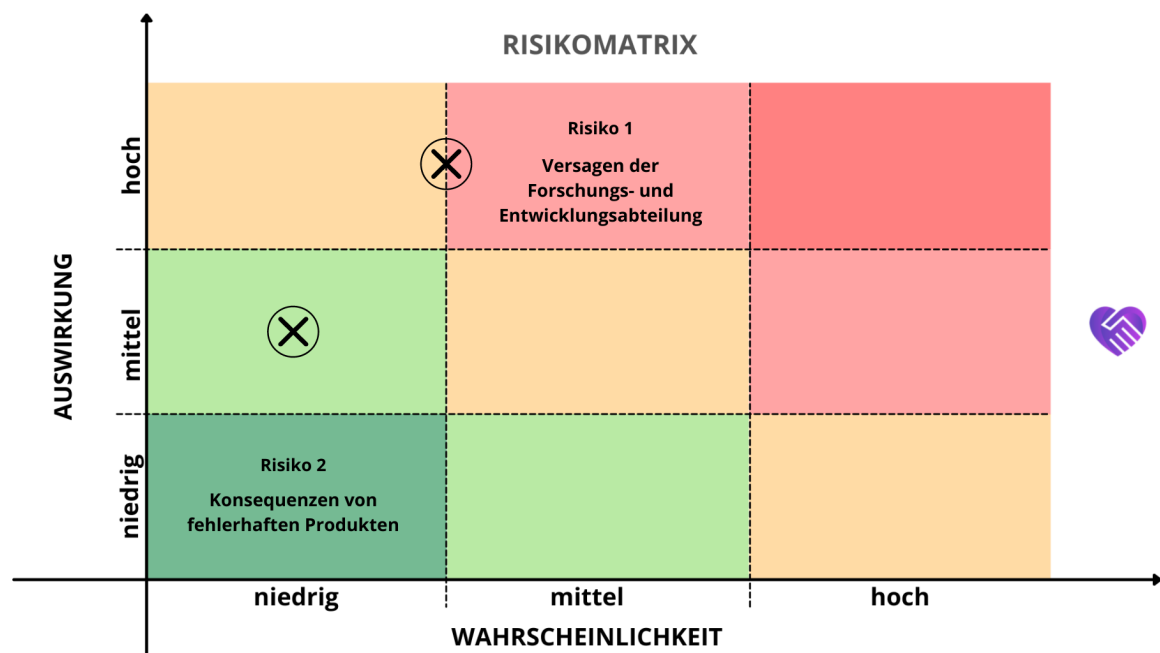 RISIKOMATRIX
AUSWIRKUNG
hoch
mittel
niedrig
Risiko 1
Versagen der
Forschungs- und
Entwicklungsabteilung
Risiko 2
Konsequenzen von
fehlerhaften Produkten
niedrig
mittel
hoch
WAHRSCHEINLICHKEIT